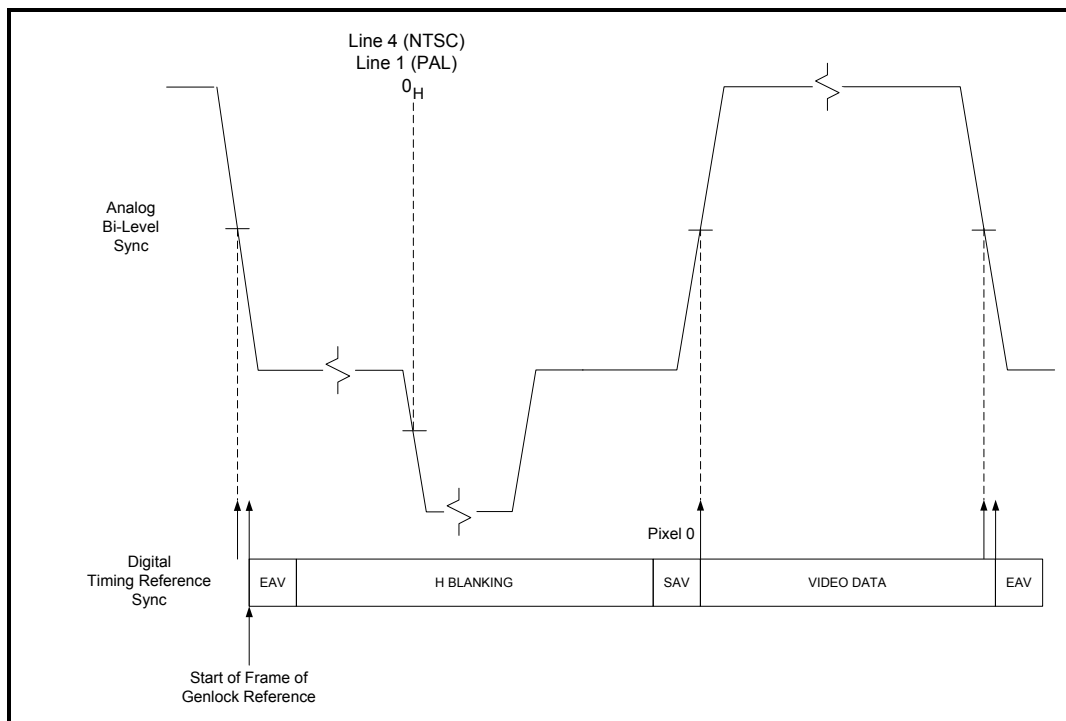 Line 4 (NTSC)
Line 1 (PAL)
0H
Analog
Bi-Level
Sync
Pixel 0
Digital
Timing Reference
Sync
EAV
H BLANKING
SAV
VIDEO DATA
EAV
Start of Frame of
Genlock Reference